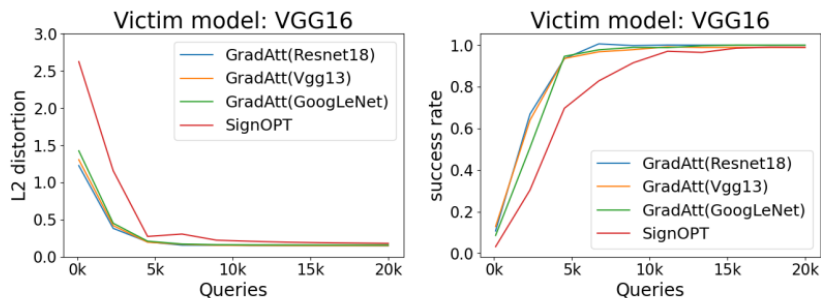 Victim model: VGG16
L2 distortion
3.0
2.5
2.0
1.5
1.0
0.5
0.0
GradAtt(Resnet18)
GradAtt(Vgg13)
GradAtt(GoogLeNet)
SignOPT
0k 5k 10k 15k 20k
Queries
Victim model: VGG16
success rate
1.0
0.8
0.6
0.4
0.2
0.0
GradAtt(Resnet18)
GradAtt(Vgg13)
GradAtt(GoogLeNet)
SignOPT
0k 5k 10k 15k 20k
Queries